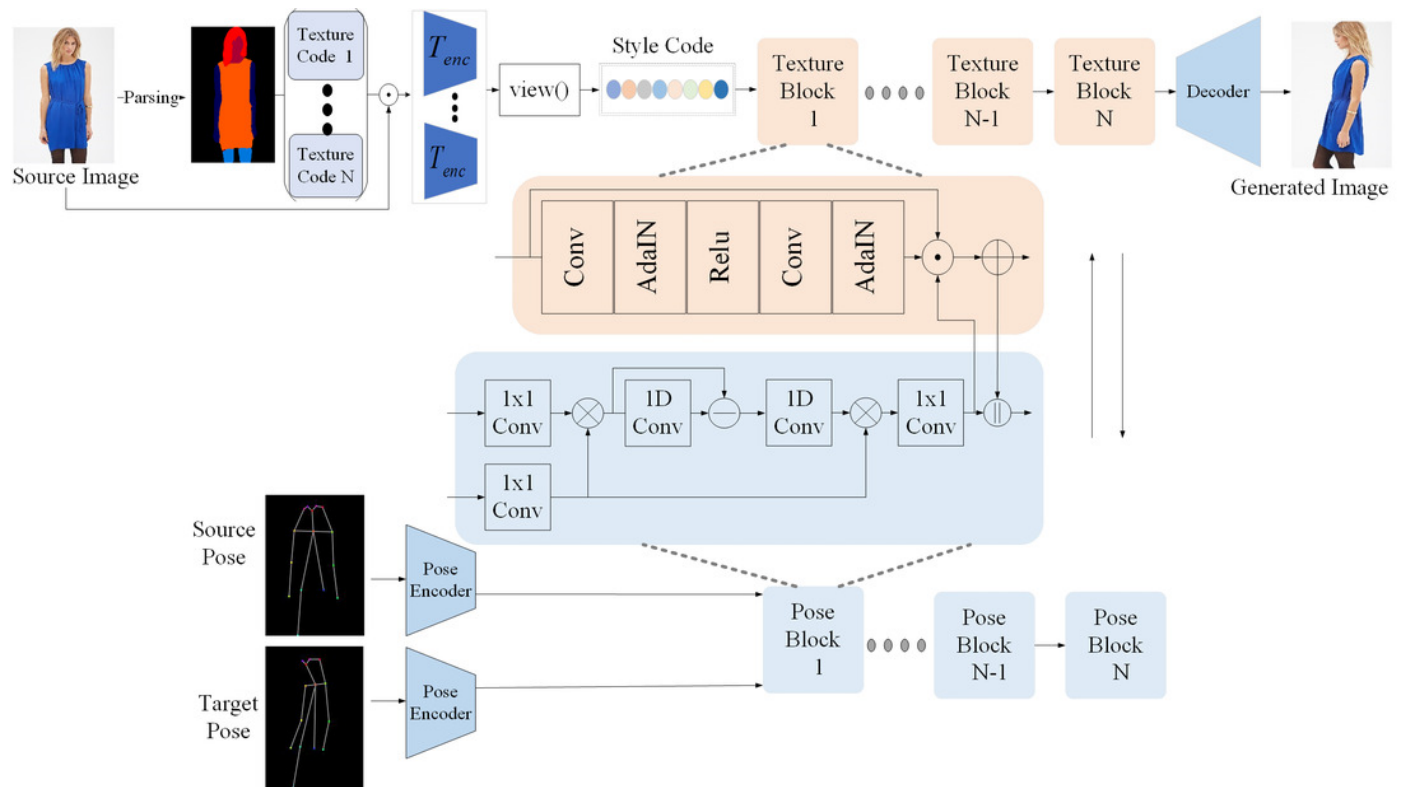 Source Image
Parsing
Texture
Code 1
Texture
Code N
Tenc
Tenc
view()
Style Code
Texture
Block
1
Texture
Block
N-1
Texture
Block
N
Decoder
Generated Image
Conv
AdaIN
Relu
Conv
AdaIN
1x1
Conv
1D
Conv
1D
Conv
1x1
Conv
1x1
Conv
Source
Pose
Pose
Encoder
Target
Pose
Pose
Encoder
Pose
Block
1
Pose
Block
N-1
Pose
Block
N